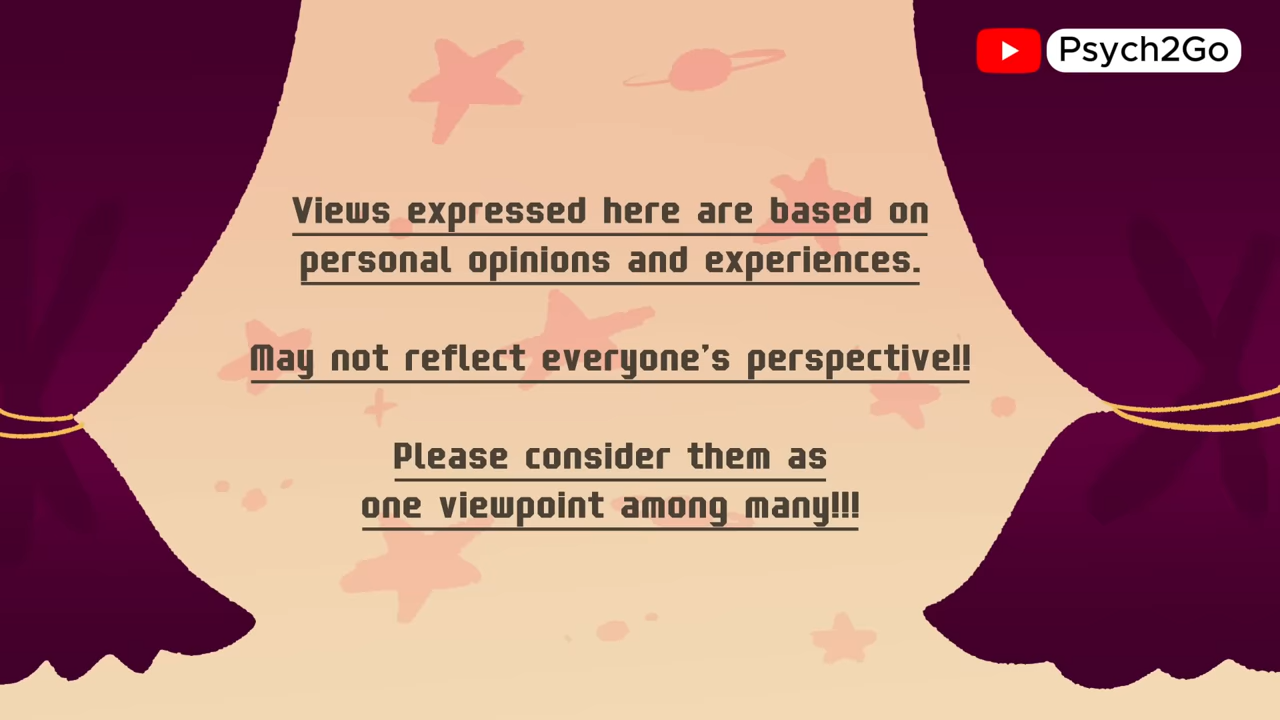 Psych2Go
Views expressed here are based on
personal opinions and experiences.
May not reflect everyone's perspective!!
Please consider them as
one viewpoint among many!!!